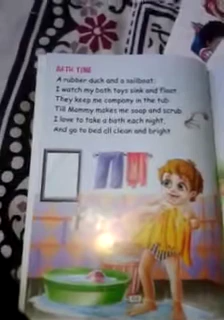 BATH TIME
A rubber duck and a sailboat:
I watch my bath toys sink and float.
They keep me company in the tub
Till Mummy makes me soap and scrub.
I love to take a bath each night,
And go to bed all clean and bright.